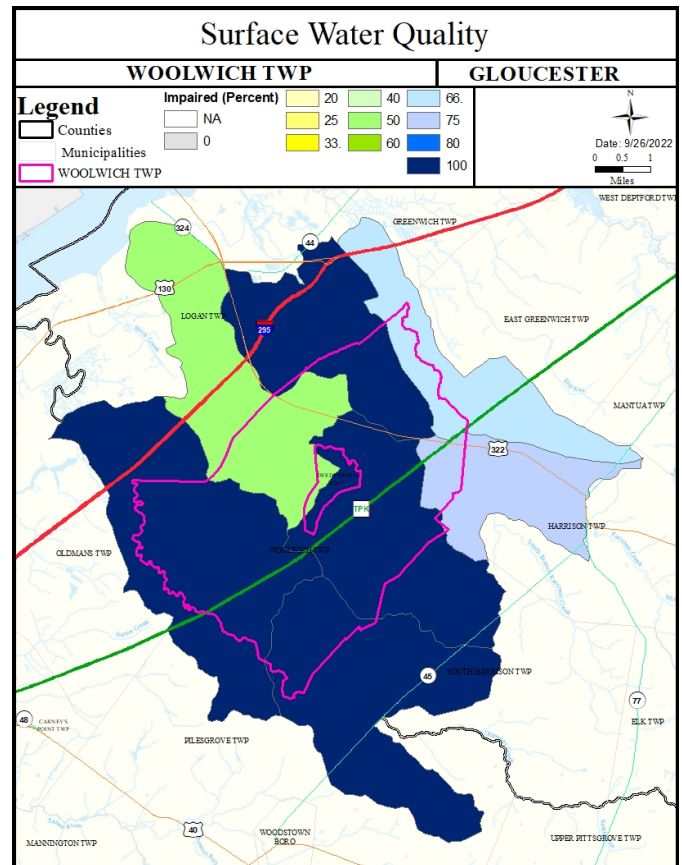 Surface Water Quality
WOOLWICH TWP
GLOUCESTER
Legend
Counties
Municipalities
WOOLWICH TWP
Impaired (Percent)
NA
0
20
25
33.
40
50
60
66.
75
80
100
N
Date: 9/26/2022
0 0.5 1
Miles
WEST DEPTFORD TWP
GREENWICH TWP
324
44
130
LOGAN TWP
295
EAST GREENWICH TWP
MANTUA TWP
322
TPK
HARRISON TWP
WOOLWICH TWP
OLDMANS TWP
45
SOUTH HARRISON TWP
77
48
CARNEYS
POINT TWP
ELK TWP
PILESGROVE TWP
40
WOODSTOWN
BORO
UPPER PITTSGROVE TWP
MANNINGTON TWP